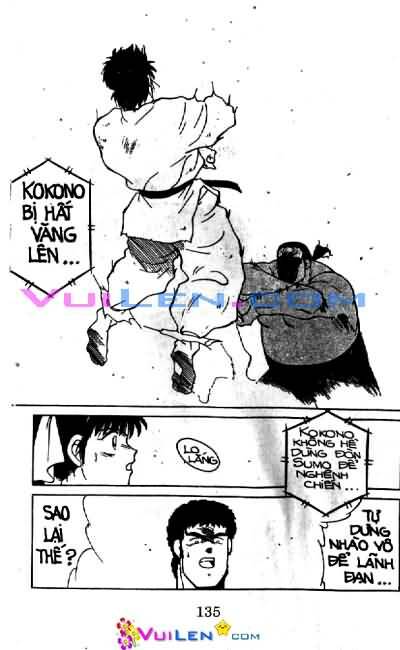 KOKONO
BỊ HẤT
VĂNG
LÊN...
VUILEN.COM
LO
LẮNG
KOKONO
KHÔNG HỀ
DÙNG ĐÒN
SUMO ĐỂ
NGHÊNH
CHIẾN...
SAO
LẠI
THẾ?
TỰ
DƯNG
NHÀO VÔ
ĐỂ LÃNH
ĐẠN...
135
VUILEN.COM